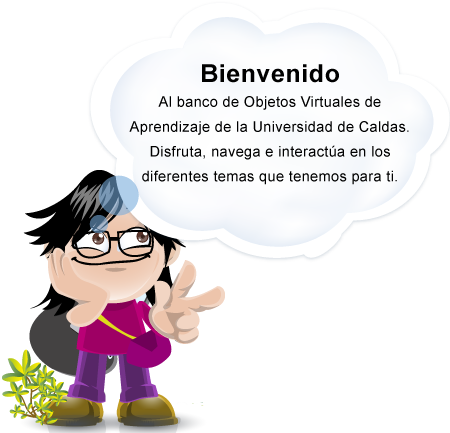 Bienvenido
Al banco de Objetos Virtuales de
Aprendizaje de la Universidad de Caldas.
Disfruta, navega e interactúa en los
diferentes temas que tenemos para ti.